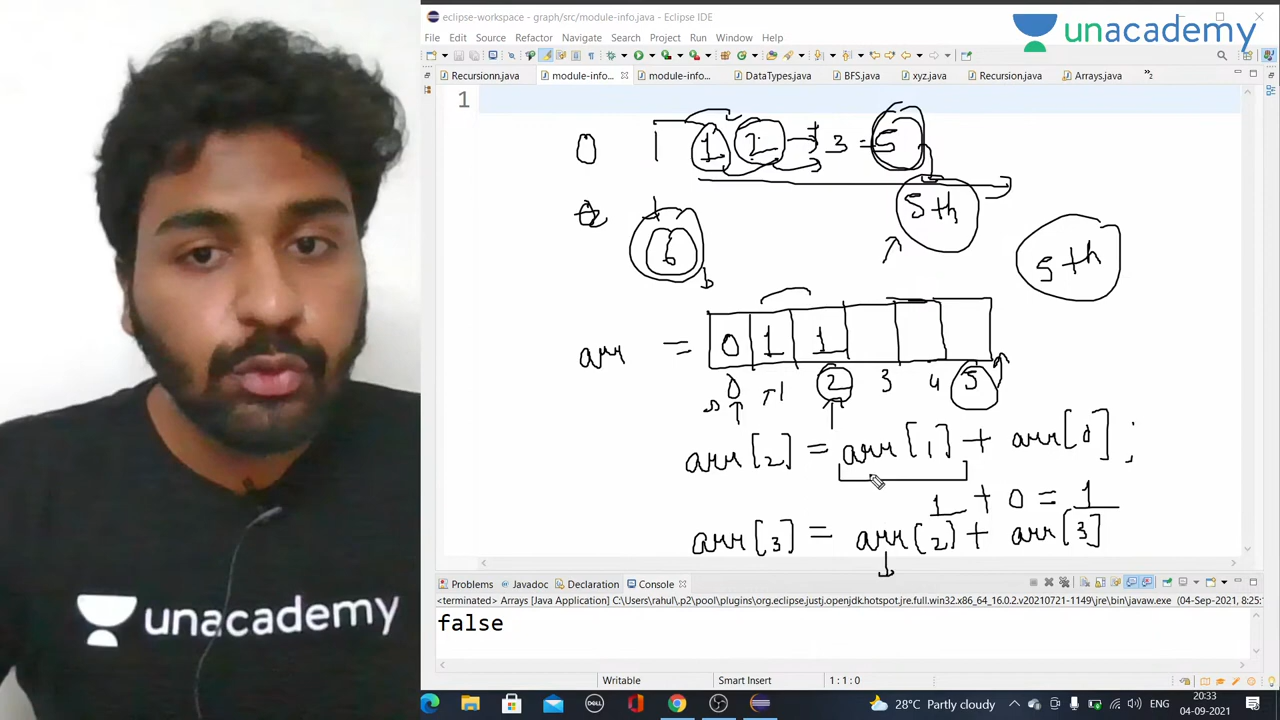 eclipse-workspace - graph/src/module-info.java - Eclipse IDE
unacademy
File Edit Source Refactor Navigate Search Project Run Window Help
Recursionn.java module-info... module-info... DataTypes.java BFS.java xyz.java Recursion.java Arrays.java
1
0 1 1 2 3 = 5
5th
6
5th
arr = 0 1 1
0 1 2 3 4 5
arr[2] = arr[1] + arr[0] ;
1 + 0 = 1
arr[3] = arr[2] + arr[3]
Problems Javadoc Declaration Console
<terminated> Arrays [Java Application] C:\Users\rahul\.p2\pool\plugins\org.eclipse.justj.openjdk.hotspot.jre.full.win32.x86_64_16.0.2.v20210721-1149\jre\bin\javaw.exe (04-Sep-2021, 8:25:
false
unacademy
Writable Smart Insert 1 : 1 : 0
28°C Partly cloudy ENG 20:33
04-09-2021